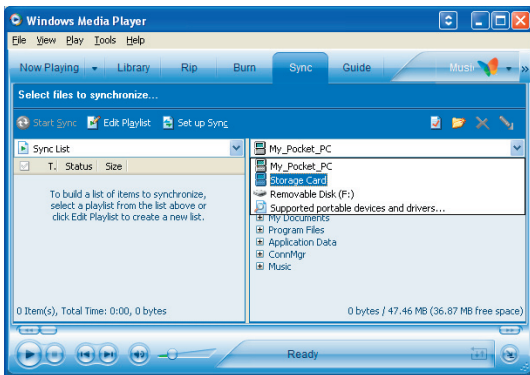 Windows Media Player
File View Play Tools Help
Now Playing Library Rip Burn Sync Guide Music
Select files to synchronize...
Start Sync Edit Playlist Set up Sync
Sync List
My_Pocket_PC
T. Status Size
My_Pocket_PC
Storage Card
Removable Disk (F:)
Supported portable devices and drivers...
To build a list of items to synchronize,
select a playlist from the list above or
click Edit Playlist to create a new list.
My Documents
Program Files
Application Data
ConnMgr
Music
0 Item(s), Total Time: 0:00, 0 bytes
0 bytes / 47.46 MB (36.87 MB free space)
Ready